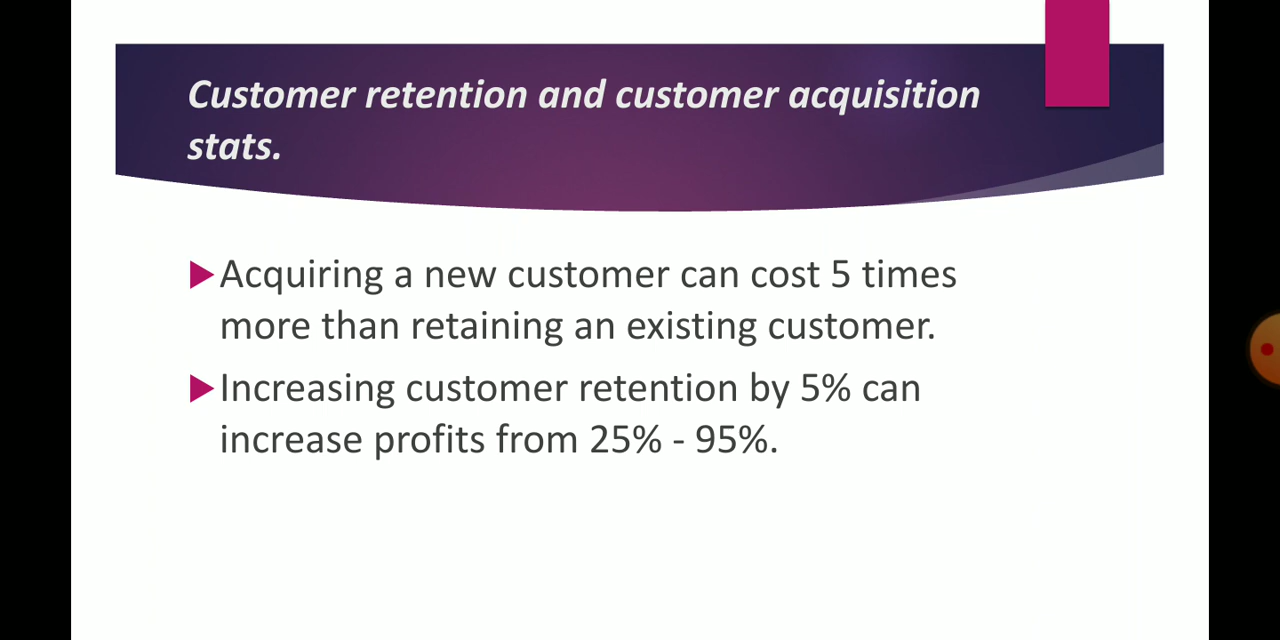 Customer retention and customer acquisition
stats.
Acquiring a new customer can cost 5 times
more than retaining an existing customer.
Increasing customer retention by 5% can
increase profits from 25% - 95%.